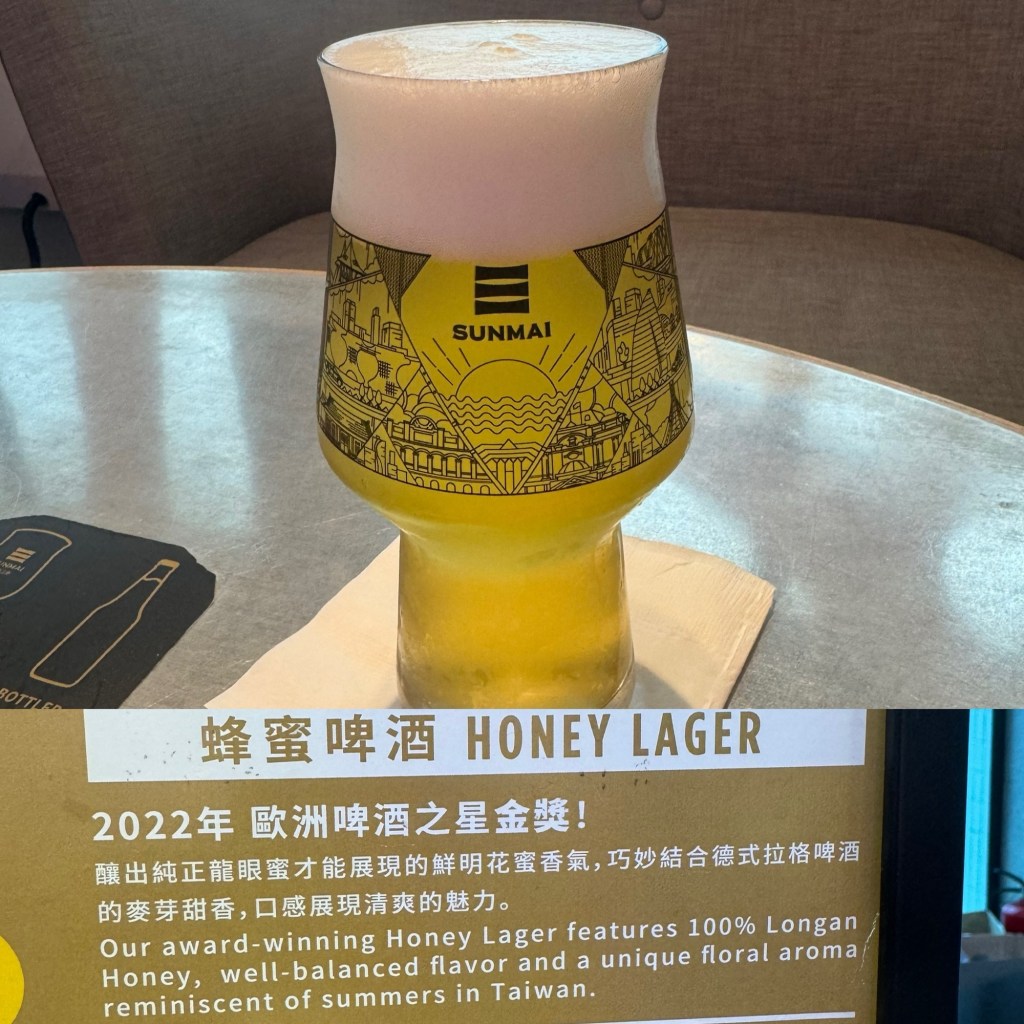 SUNMAI
SUNMAI
BOTTLED
蜂蜜啤酒 HONEY LAGER
2022年 歐洲啤酒之星金獎!
釀出純正龍眼蜜才能展現的鮮明花蜜香氣,巧妙結合德式拉格啤酒
的麥芽甜香,口感展現清爽的魅力。
Our award-winning Honey Lager features 100% Longan
Honey, well-balanced flavor and a unique floral aroma
reminiscent of summers in Taiwan.